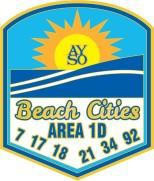 AYSO
Beach Cities
AREA 1D
7 17 18 21 34 92